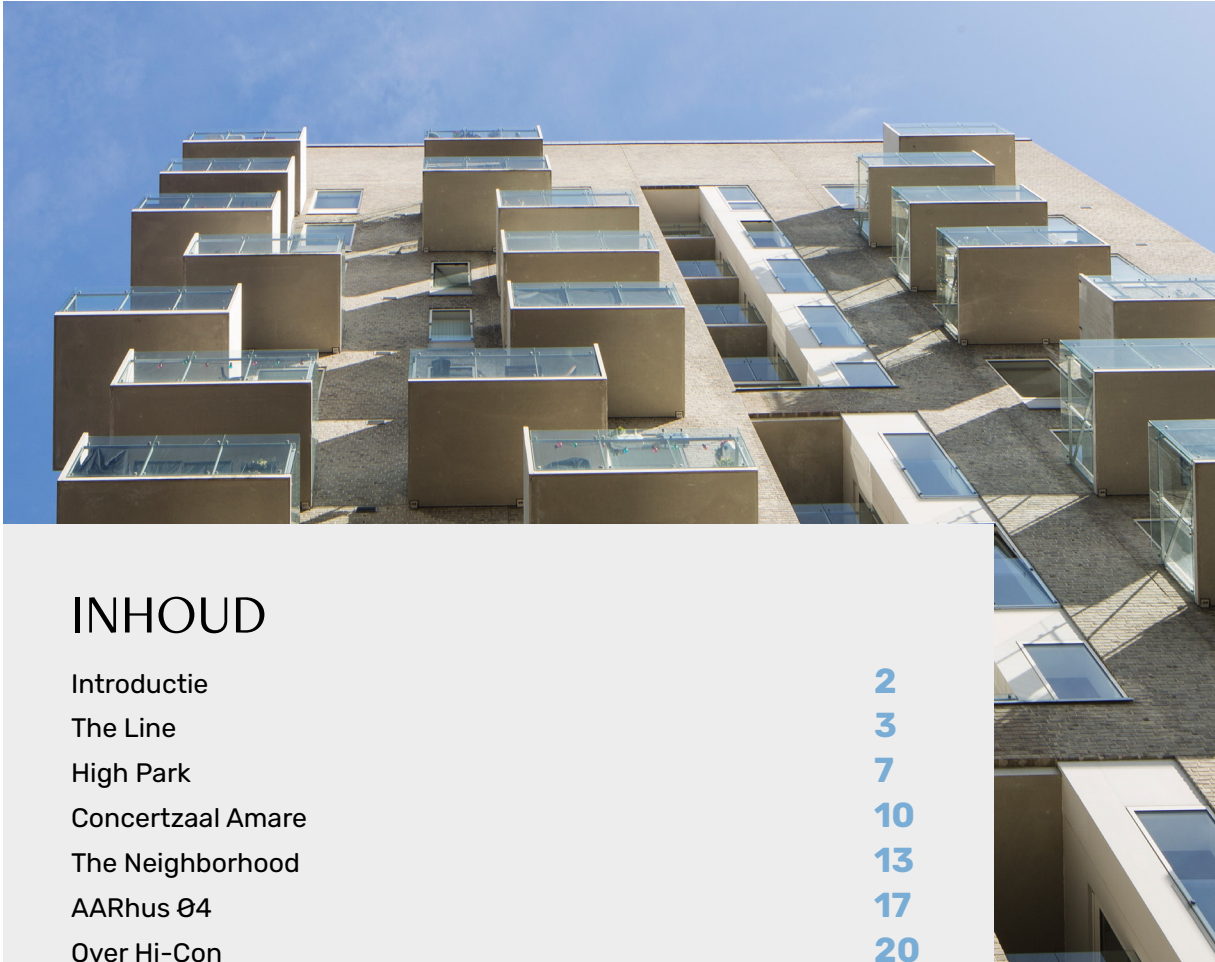 INHOUD
Introductie 2
The Line 3
High Park 7
Concertzaal Amare 10
The Neighborhood 13
AARhus Ø4 17
Over Hi-Con 20